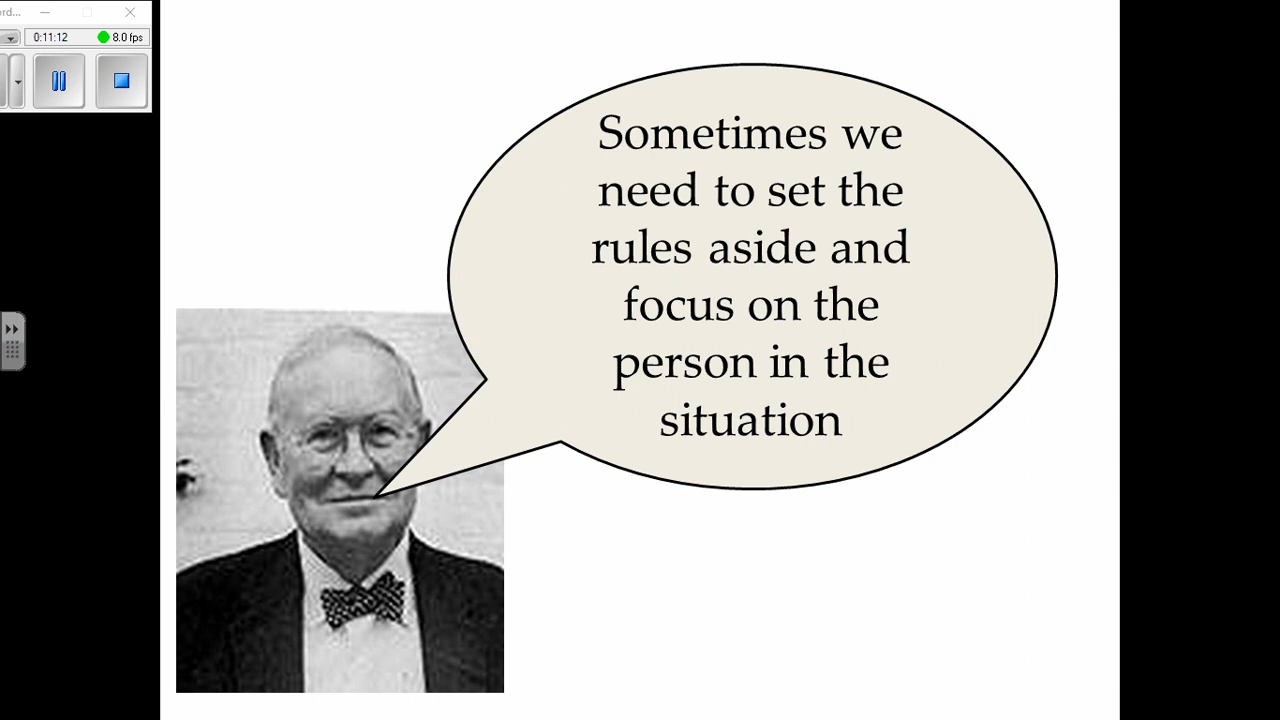 ord...
0:11:12 8.0 fps
Sometimes we
need to set the
rules aside and
focus on the
person in the
situation